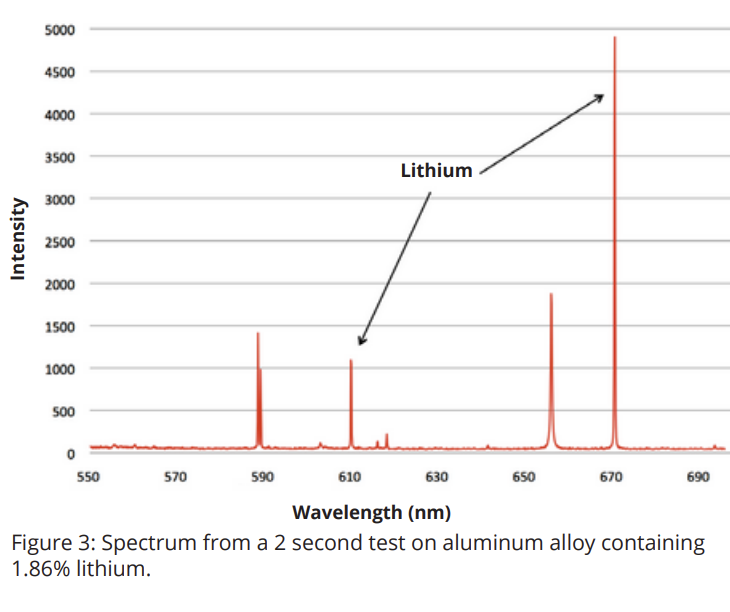 5000
4500
4000
3500
3000
2500
2000
1500
1000
500
0
Intensity
Lithium
550 570 590 610 630 650 670 690
Wavelength (nm)
Figure 3: Spectrum from a 2 second test on aluminum alloy containing
1.86% lithium.